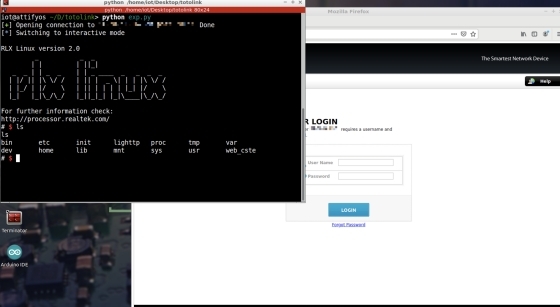 python /home/iot/Desktop/totolink
python /home/iot/Desktop/totolink 80x24
iot@attifyos ~/D/totolink> python exp.py
[+] Opening connection to Done
[*] Switching to interactive mode
RLX Linux version 2.0
Rlx Linux
For further information check:
http://processor.realtek.com/
# $ ls
ls
bin etc init lighttp proc tmp var
dev home lib mnt sys usr web_cste
# $
Terminator
Arduino IDE
Mozilla Firefox
The Smartest Network Device
Help
R LOGIN
requires a username and
User Name
Password
LOGIN
Forget Password